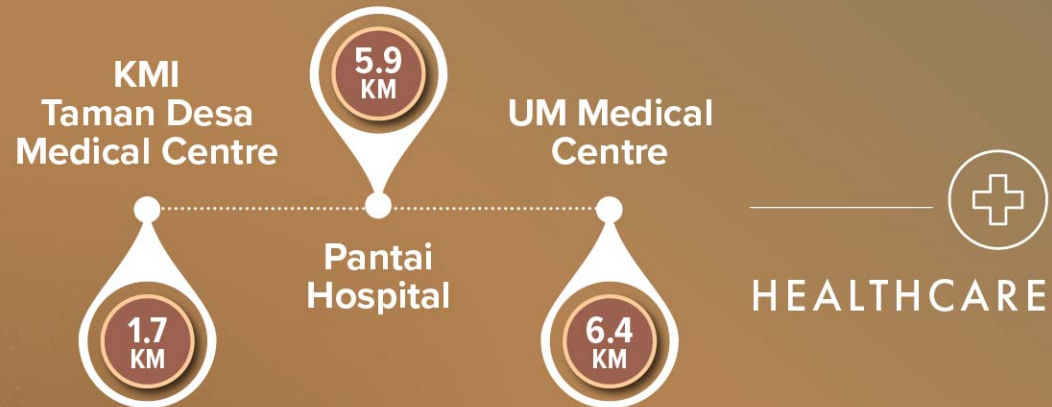 KMI
Taman Desa
Medical Centre
1.7
KM
5.9
KM
Pantai
Hospital
UM Medical
Centre
6.4
KM
HEALTHCARE